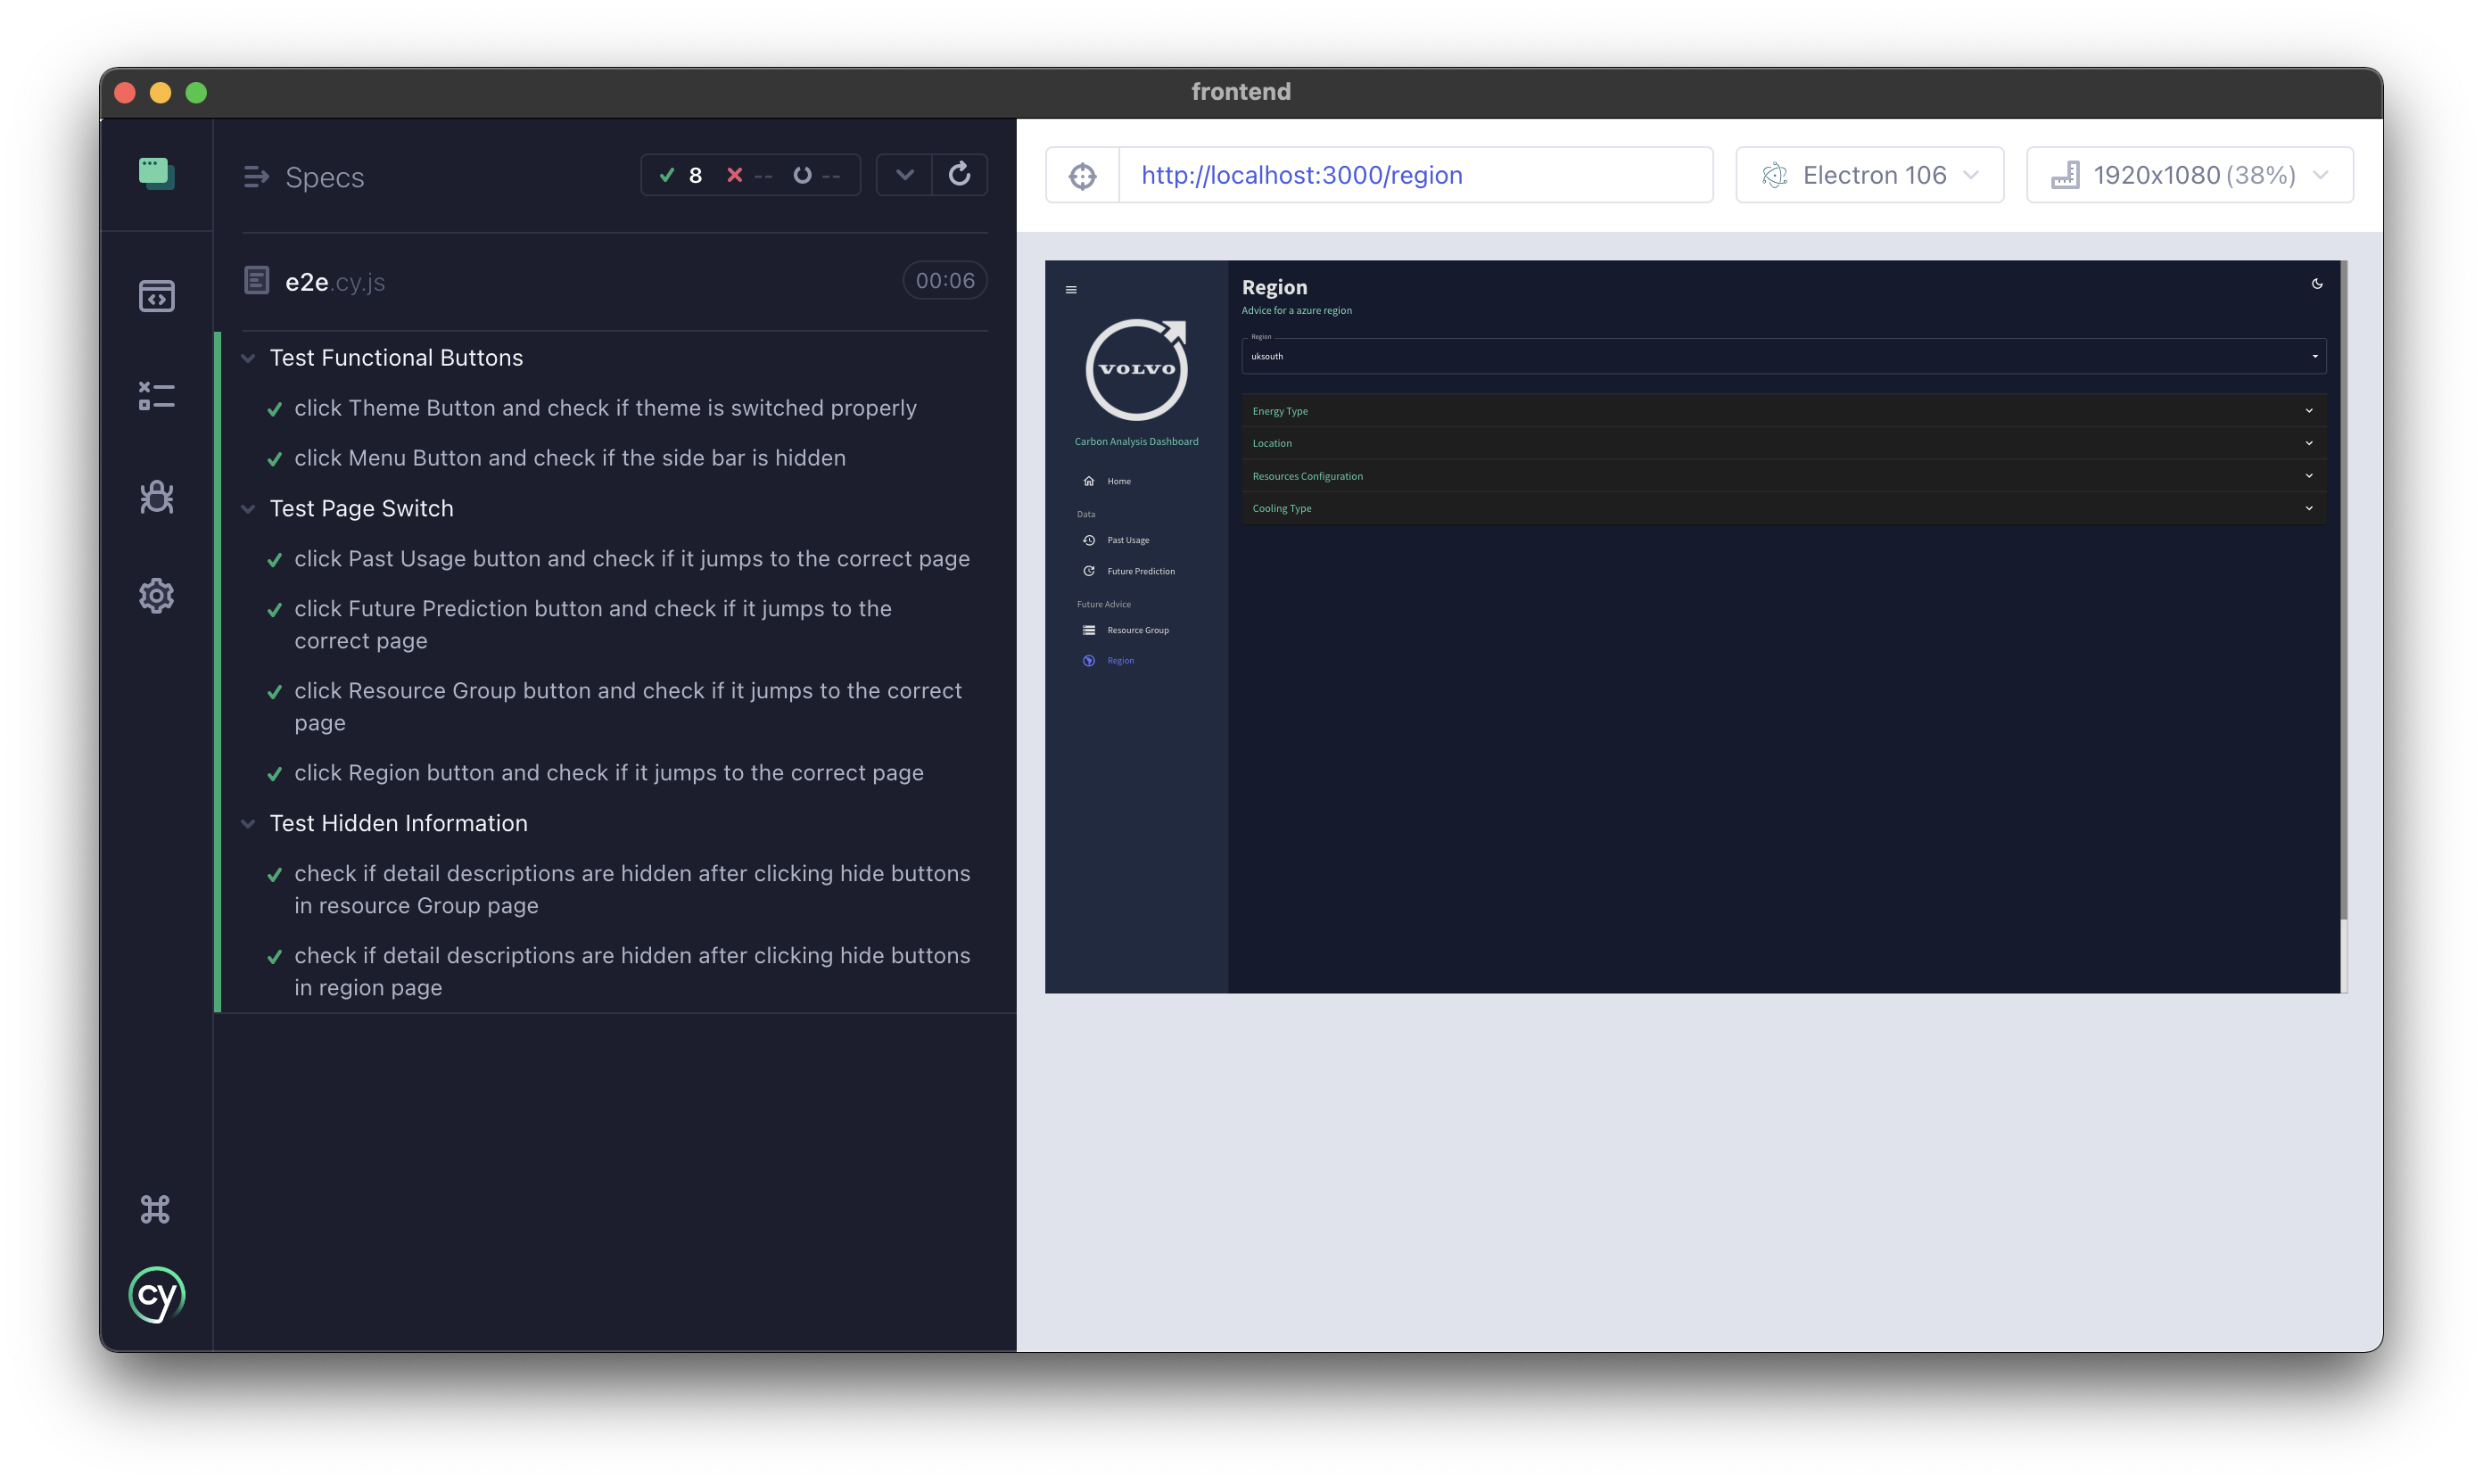 frontend
Specs
8 -- --
http://localhost:3000/region
Electron 106
1920x1080 (38%)
e2e.cy.js
00:06
Test Functional Buttons
click Theme Button and check if theme is switched properly
click Menu Button and check if the side bar is hidden
Test Page Switch
click Past Usage button and check if it jumps to the correct page
click Future Prediction button and check if it jumps to the
correct page
click Resource Group button and check if it jumps to the correct
page
click Region button and check if it jumps to the correct page
Test Hidden Information
check if detail descriptions are hidden after clicking hide buttons
in resource Group page
check if detail descriptions are hidden after clicking hide buttons
in region page
cy
VOLVO
Carbon Analysis Dashboard
Home
Data
Past Usage
Future Prediction
Future Advice
Resource Group
Region
Region
Advice for a azure region
Region
uksouth
Energy Type
Location
Resources Configuration
Cooling Type